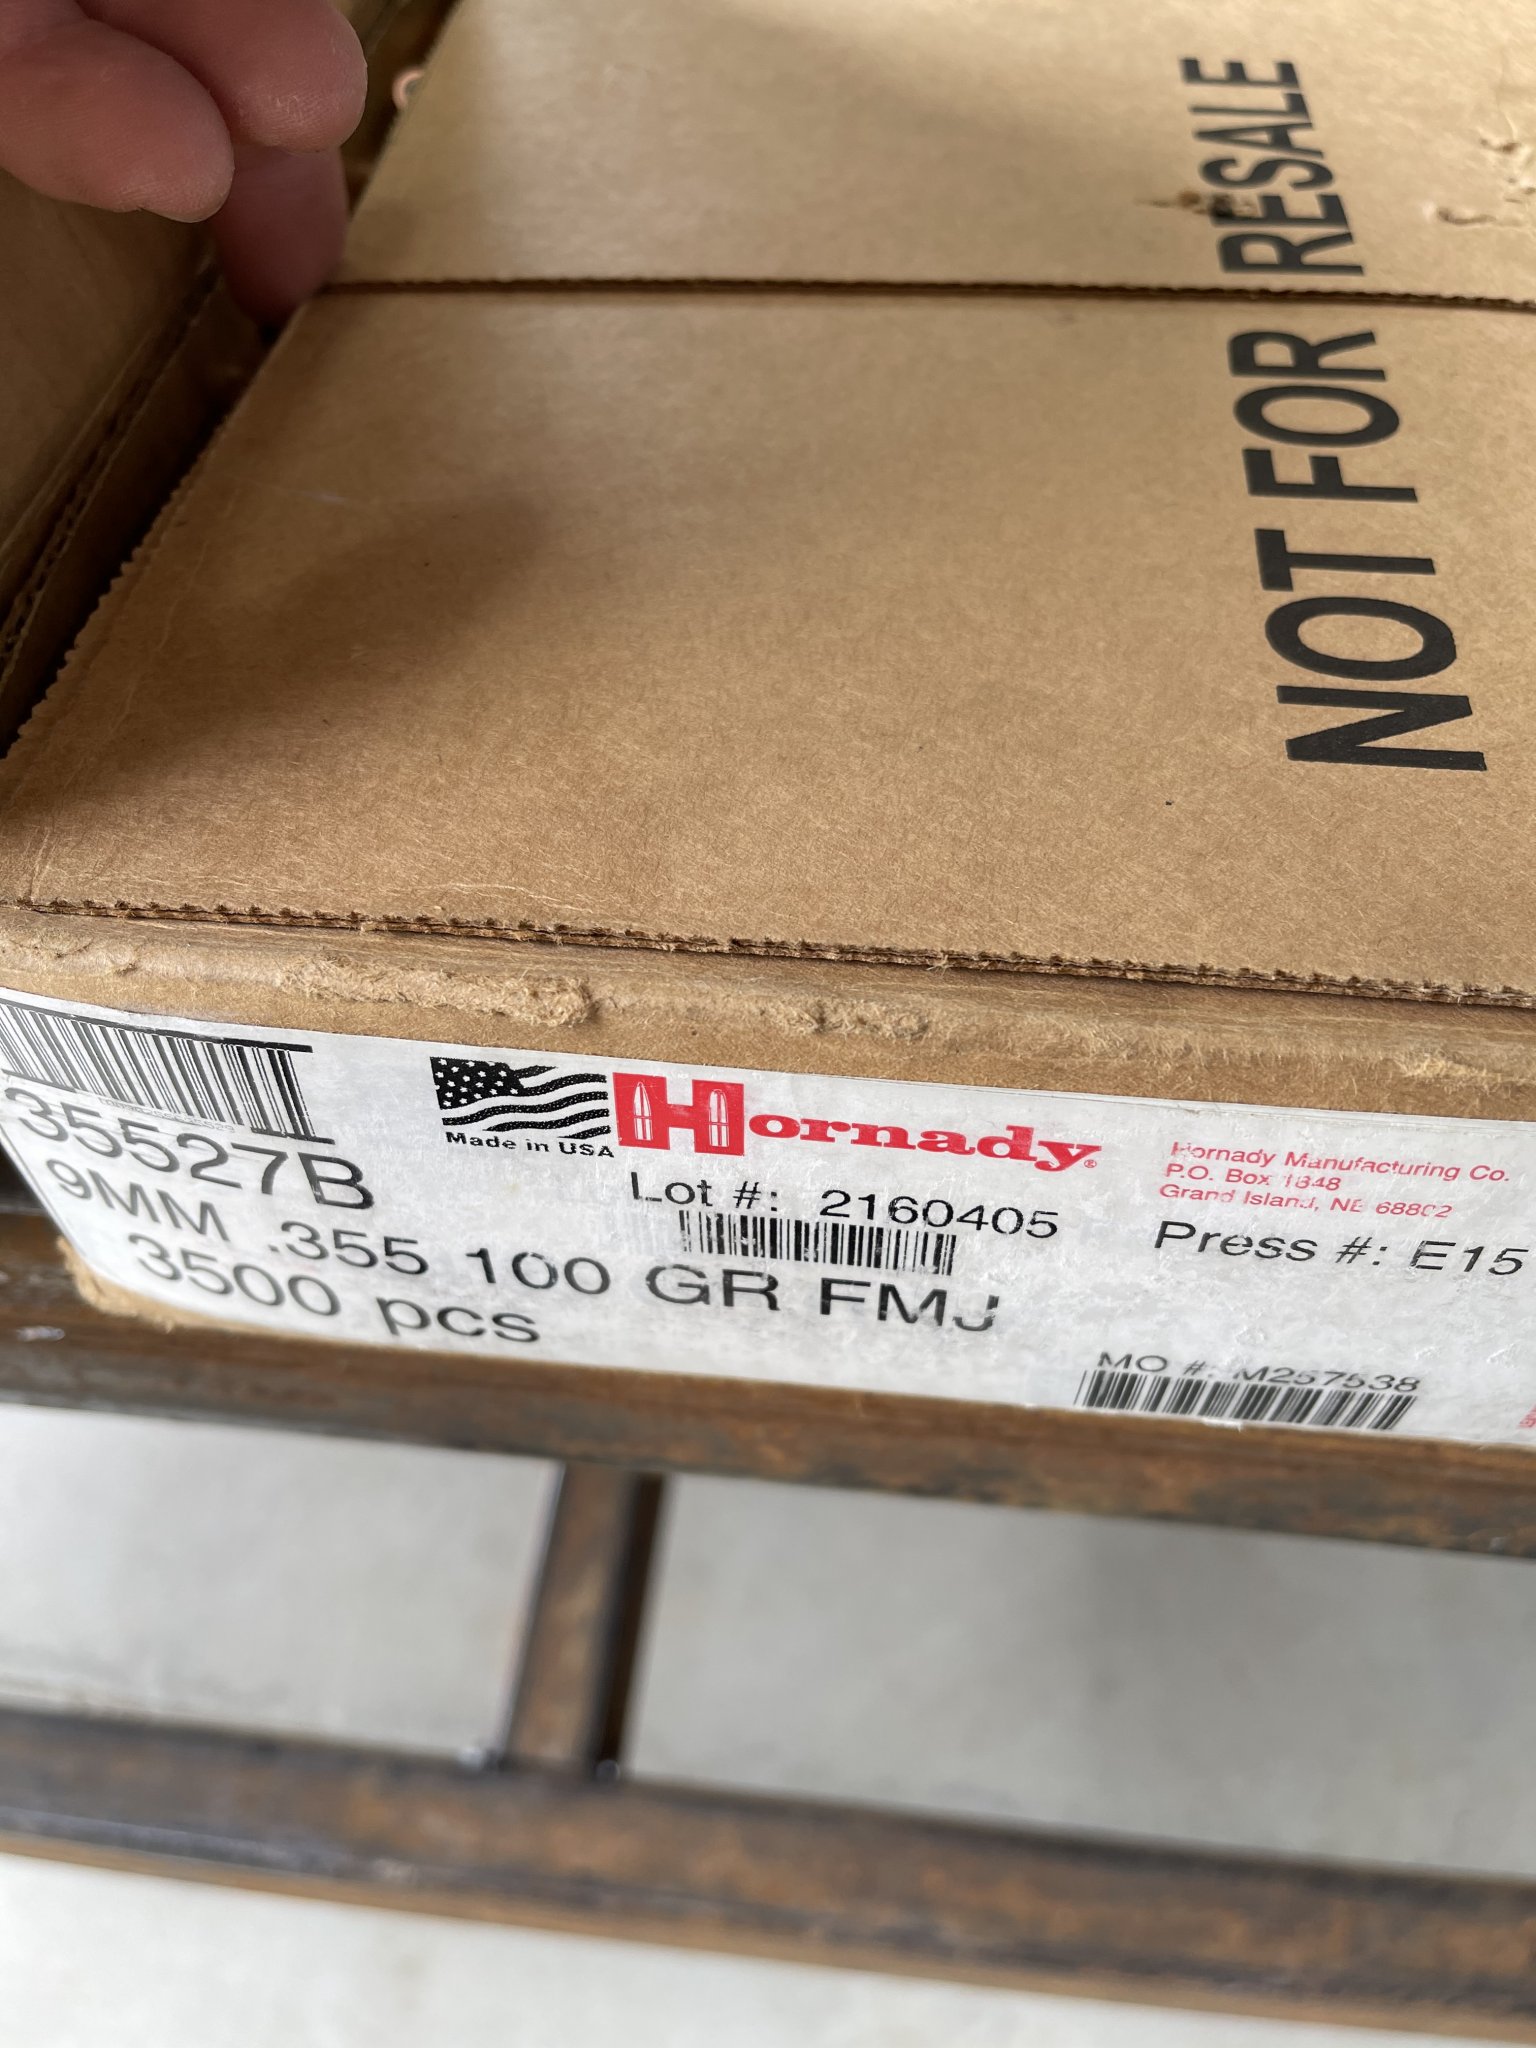 NOT FOR RESALE
35527B
9MM .355 100 GR FMJ
3500 pcs
Made in USA
Hornady®
Lot #: 2160405
Hornady Manufacturing Co.
P.O. Box 1848
Grand Island, NE 68802
Press #: E15
MO #: M257538